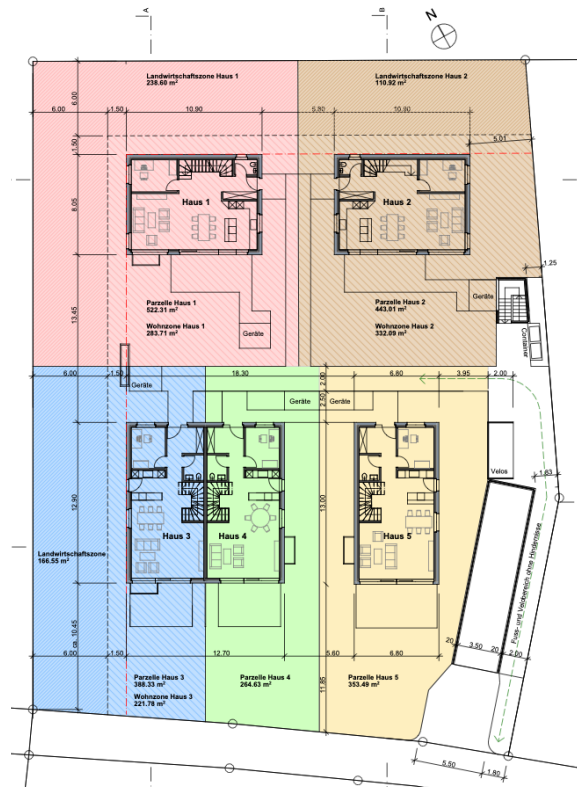 A
B
N
Landwirtschaftszone Haus 1
238.60 m²
Landwirtschaftszone Haus 2
110.92 m²
6.00
6.00
1.50
10.90
5.80
10.90
1.50
5.01
8.05
Haus 1
Haus 2
1.25
13.45
Parzelle Haus 1
522.31 m²
Wohnzone Haus 1
283.71 m²
Geräte
Parzelle Haus 2
443.01 m²
Wohnzone Haus 2
332.09 m²
Geräte
Container
6.00
1.50
18.30
2.00
6.80
3.95
2.00
Geräte
2.50
Geräte
Geräte
Velos
1.63
12.90
13.00
Haus 3
Haus 4
Haus 5
Landwirtschaftszone
166.55 m²
Fuss- und Velobereich ohne Hindernisse
ca. 10.45
6.00
1.50
12.70
5.60
6.80
20
3.50
20
2.00
11.85
Parzelle Haus 3
388.33 m²
Wohnzone Haus 3
221.78 m²
Parzelle Haus 4
264.63 m²
Parzelle Haus 5
353.49 m²
5.50
1.80